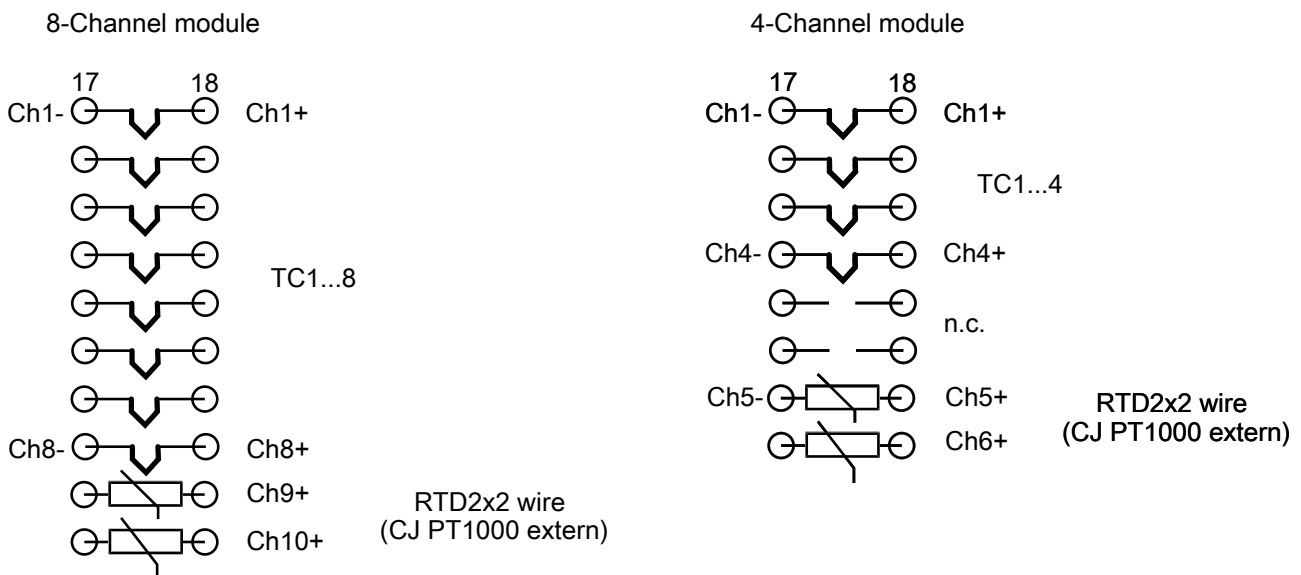 8-Channel module
17 18
Ch1- Ch1+
TC1...8
Ch8- Ch8+
Ch9+
Ch10+
RTD2x2 wire
(CJ PT1000 extern)
4-Channel module
17 18
Ch1- Ch1+
TC1...4
Ch4- Ch4+
n.c.
Ch5- Ch5+
Ch6+
RTD2x2 wire
(CJ PT1000 extern)